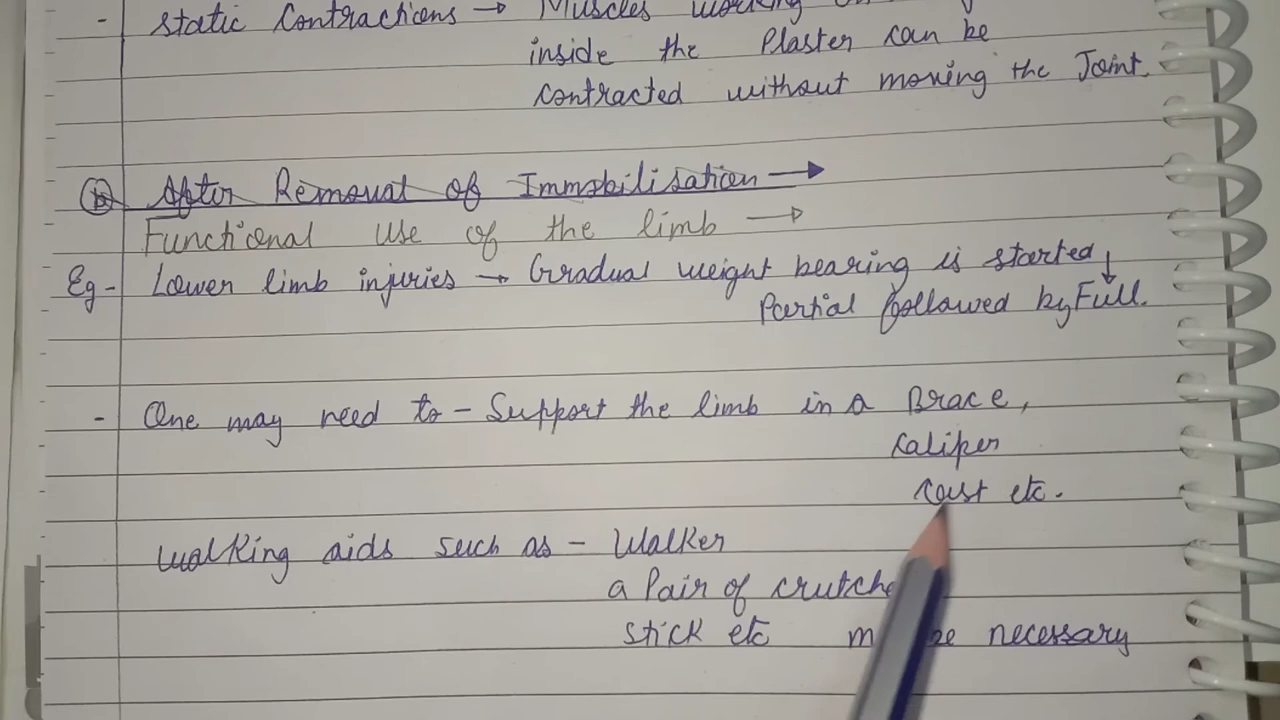 - Static Contractions → Muscles working
inside the Plaster can be
contracted without moving the Joint.
(b) After Removal of Immobilisation →
Functional use of the limb →
Eg - Lower limb injuries → Gradual weight bearing is started ↓
Partial followed by Full.
- One may need to - Support the limb in a Brace,
caliper
cast etc.
walking aids such as - Walker
a Pair of crutche
stick etc necessary